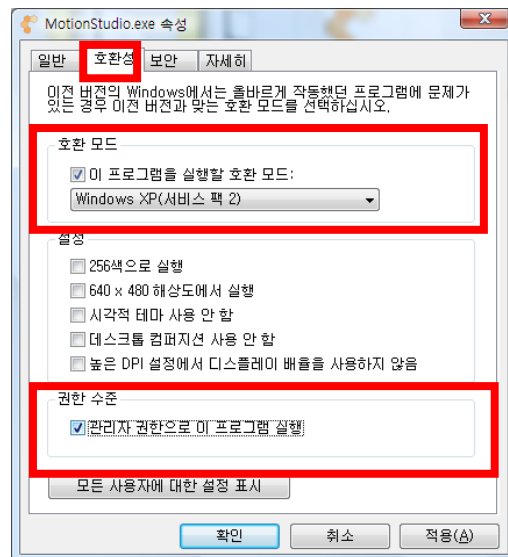 MotionStudio.exe 속성
일반 호환성 보안 자세히
이전 버전의 Windows에서는 올바르게 작동했던 프로그램에 문제가
있는 경우 이전 버전과 맞는 호환 모드를 선택하십시오.
호환 모드
이 프로그램을 실행할 호환 모드:
Windows XP(서비스 팩 2)
설정
256색으로 실행
640 x 480 해상도에서 실행
시각적 테마 사용 안 함
데스크톱 컴퍼지션 사용 안 함
높은 DPI 설정에서 디스플레이 배율을 사용하지 않음
권한 수준
관리자 권한으로 이 프로그램 실행
모든 사용자에 대한 설정 표시
확인 취소 적용(A)